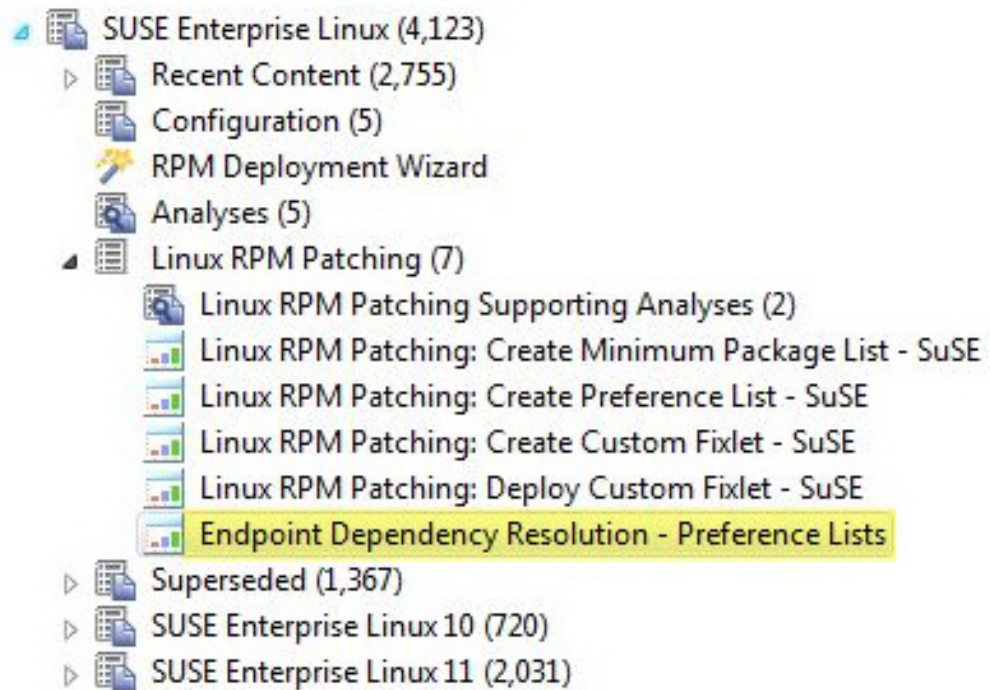 SUSE Enterprise Linux (4,123)
Recent Content (2,755)
Configuration (5)
RPM Deployment Wizard
Analyses (5)
Linux RPM Patching (7)
Linux RPM Patching Supporting Analyses (2)
Linux RPM Patching: Create Minimum Package List - SuSE
Linux RPM Patching: Create Preference List - SuSE
Linux RPM Patching: Create Custom Fixlet - SuSE
Linux RPM Patching: Deploy Custom Fixlet - SuSE
Endpoint Dependency Resolution - Preference Lists
Superseded (1,367)
SUSE Enterprise Linux 10 (720)
SUSE Enterprise Linux 11 (2,031)